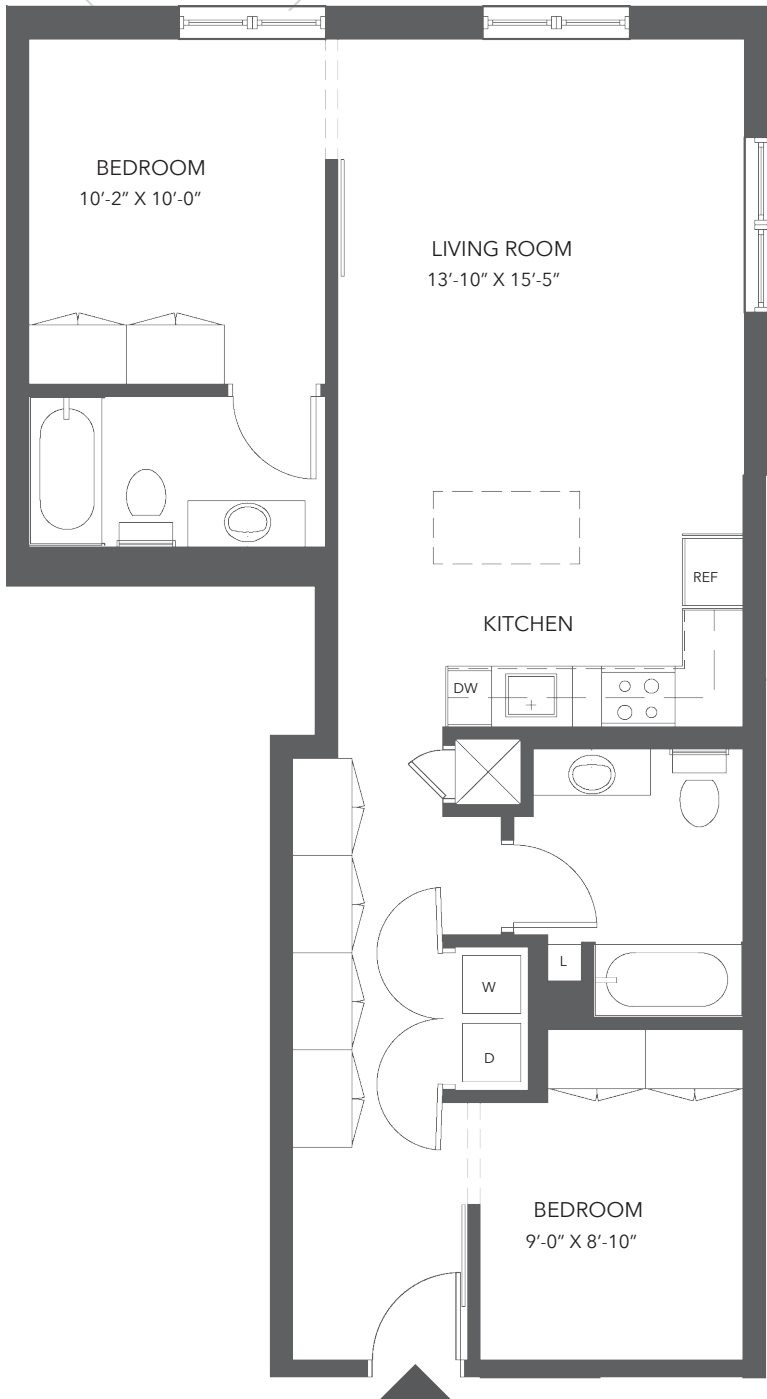 BEDROOM
10’-2” X 10’-0”
LIVING ROOM
13’-10” X 15’-5”
REF
KITCHEN
DW
L
W
D
BEDROOM
9’-0” X 8’-10”